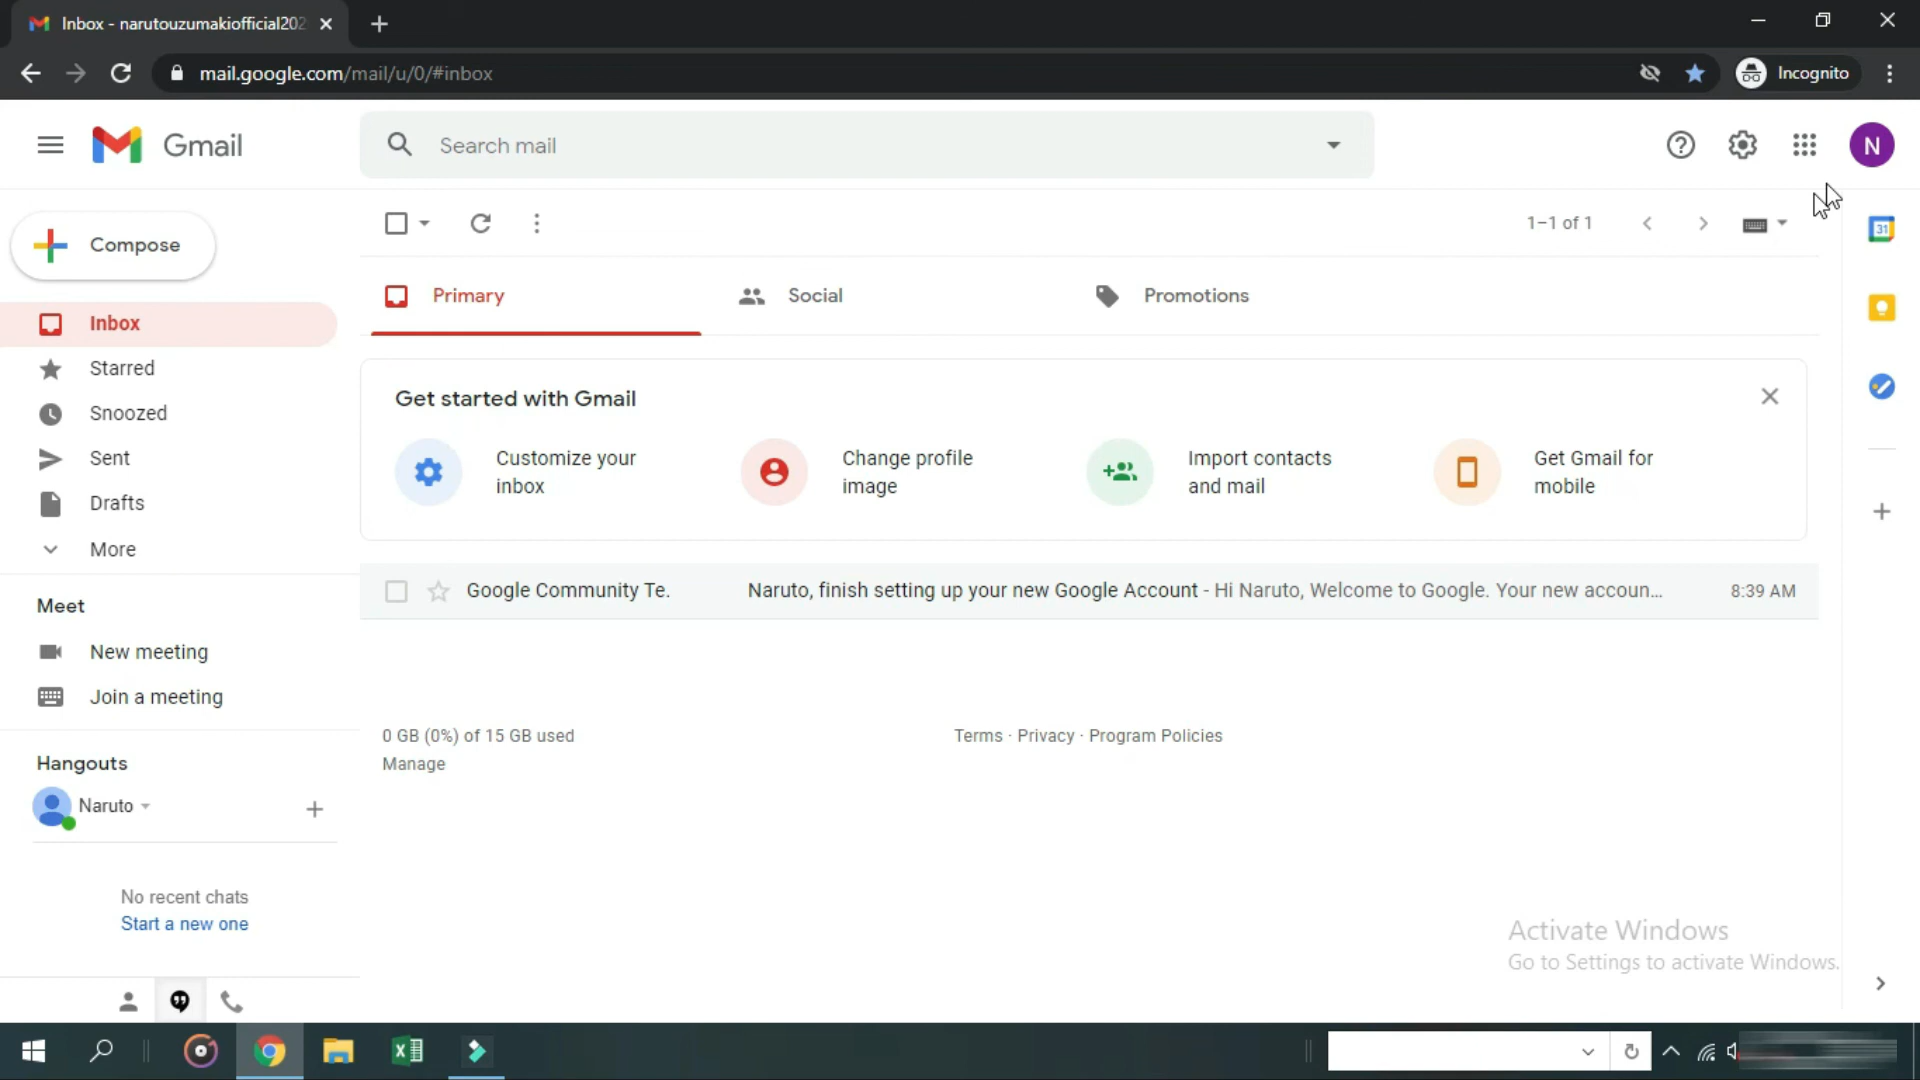 Inbox - narutouzumakiofficial202
mail.google.com/mail/u/0/#inbox
Incognito
Gmail
Search mail
N
Compose
1–1 of 1
31
Inbox
Starred
Snoozed
Sent
Drafts
More
Primary
Social
Promotions
Get started with Gmail
Customize your
inbox
Change profile
image
Import contacts
and mail
Get Gmail for
mobile
Google Community Te.
Naruto, finish setting up your new Google Account - Hi Naruto, Welcome to Google. Your new accoun...
8:39 AM
Meet
New meeting
Join a meeting
0 GB (0%) of 15 GB used
Manage
Terms · Privacy · Program Policies
Hangouts
Naruto
No recent chats
Start a new one
Activate Windows
Go to Settings to activate Windows.